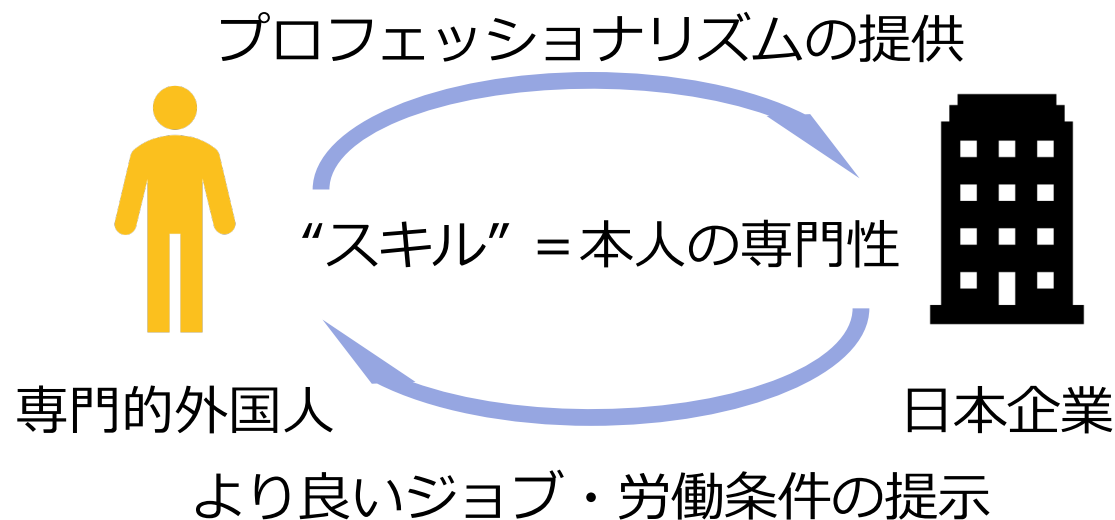 プロフェッショナリズムの提供
“スキル” ＝本人の専門性
専門的外国人
日本企業
より良いジョブ・労働条件の提示